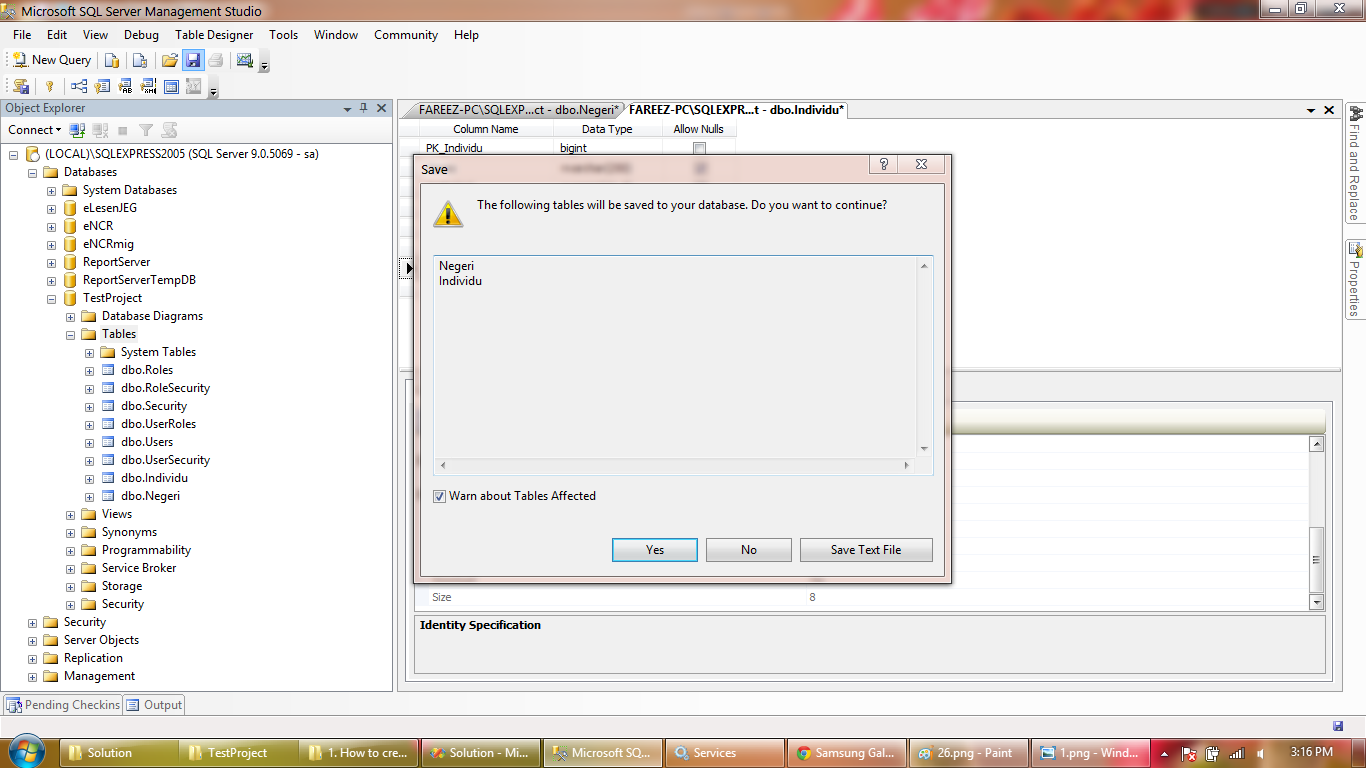 Microsoft SQL Server Management Studio
File Edit View Debug Table Designer Tools Window Community Help
New Query
Object Explorer
Connect
(LOCAL)\SQLEXPRESS2005 (SQL Server 9.0.5069 - sa)
Databases
System Databases
eLesenJEG
eNCR
eNCRmig
ReportServer
ReportServerTempDB
TestProject
Database Diagrams
Tables
System Tables
dbo.Roles
dbo.RoleSecurity
dbo.Security
dbo.UserRoles
dbo.Users
dbo.UserSecurity
dbo.Individu
dbo.Negeri
Views
Synonyms
Programmability
Service Broker
Storage
Security
Security
Server Objects
Replication
Management
FAREEZ-PC\SQLEXP...ct - dbo.Negeri* FAREEZ-PC\SQLEXPR...t - dbo.Individu*
Column Name Data Type Allow Nulls
PK_Individu bigint
Save
The following tables will be saved to your database. Do you want to continue?
Negeri
Individu
Warn about Tables Affected
Yes No Save Text File
Size 8
Identity Specification
Find and Replace
Properties
Pending Checkins Output
Solution TestProject 1. How to cre... Solution - Mi... Microsoft SQ... Services Samsung Gal... 26.png - Paint 1.png - Wind... 3:16 PM